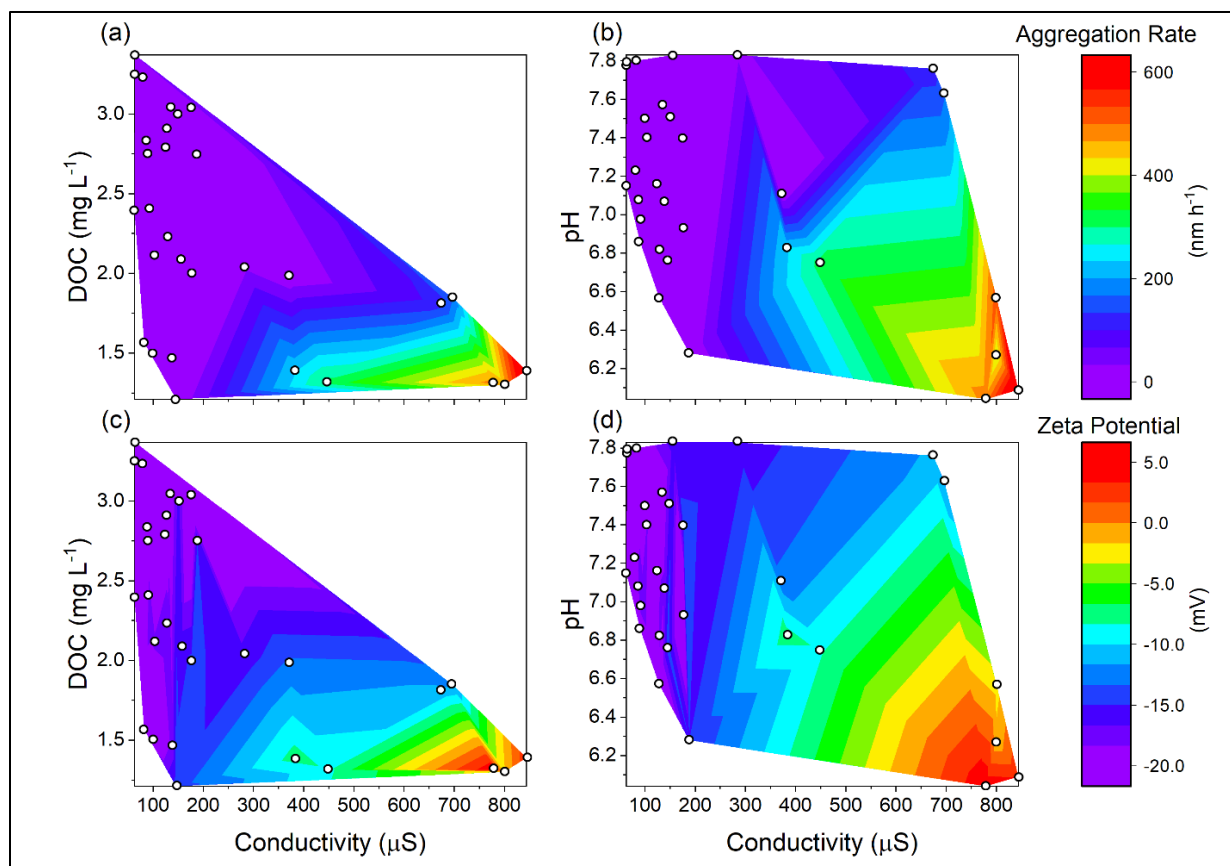 (a)
(b)
Aggregation Rate
DOC (mg L⁻¹)
3.0
2.5
2.0
1.5
pH
7.8
7.6
7.4
7.2
7.0
6.8
6.6
6.4
6.2
600
400
200
0
(nm h⁻¹)
(c)
(d)
Zeta Potential
DOC (mg L⁻¹)
3.0
2.5
2.0
1.5
pH
7.8
7.6
7.4
7.2
7.0
6.8
6.6
6.4
6.2
5.0
0.0
-5.0
-10.0
-15.0
-20.0
(mV)
100 200 300 400 500 600 700 800
100 200 300 400 500 600 700 800
Conductivity (μS)
Conductivity (μS)